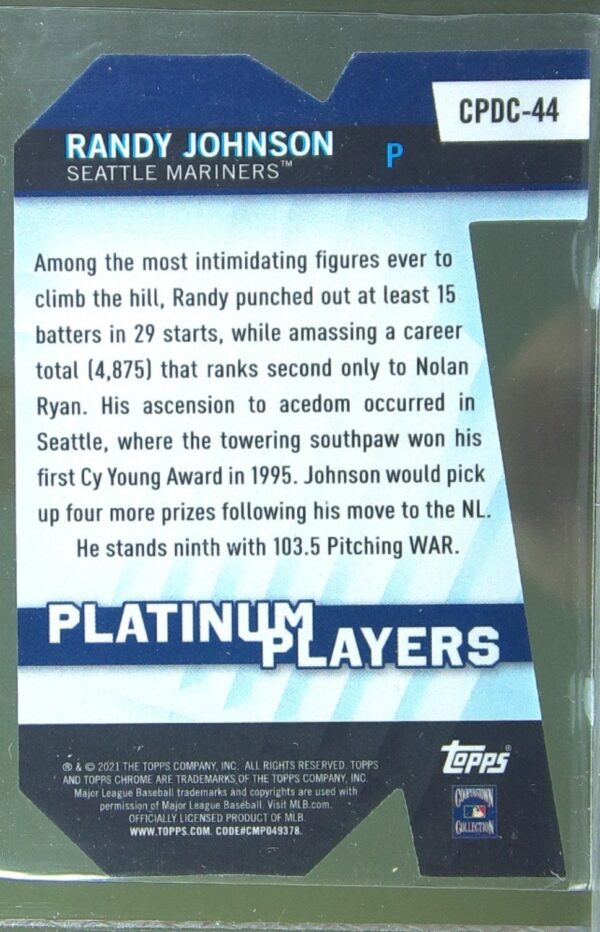 CPDC-44
RANDY JOHNSON
P
SEATTLE MARINERS™
Among the most intimidating figures ever to
climb the hill, Randy punched out at least 15
batters in 29 starts, while amassing a career
total (4,875) that ranks second only to Nolan
Ryan. His ascension to acedom occurred in
Seattle, where the towering southpaw won his
first Cy Young Award in 1995. Johnson would pick
up four more prizes following his move to the NL.
He stands ninth with 103.5 Pitching WAR.
PLATINUM
PLAYERS
® & © 2021 THE TOPPS COMPANY, INC. ALL RIGHTS RESERVED. TOPPS
AND TOPPS CHROME ARE TRADEMARKS OF THE TOPPS COMPANY, INC.
Major League Baseball trademarks and copyrights are used with
permission of Major League Baseball. Visit MLB.com.
OFFICIALLY LICENSED PRODUCT OF MLB.
WWW.TOPPS.COM. CODE#CMP049378.
Topps®
COOPERSTOWN
COLLECTION